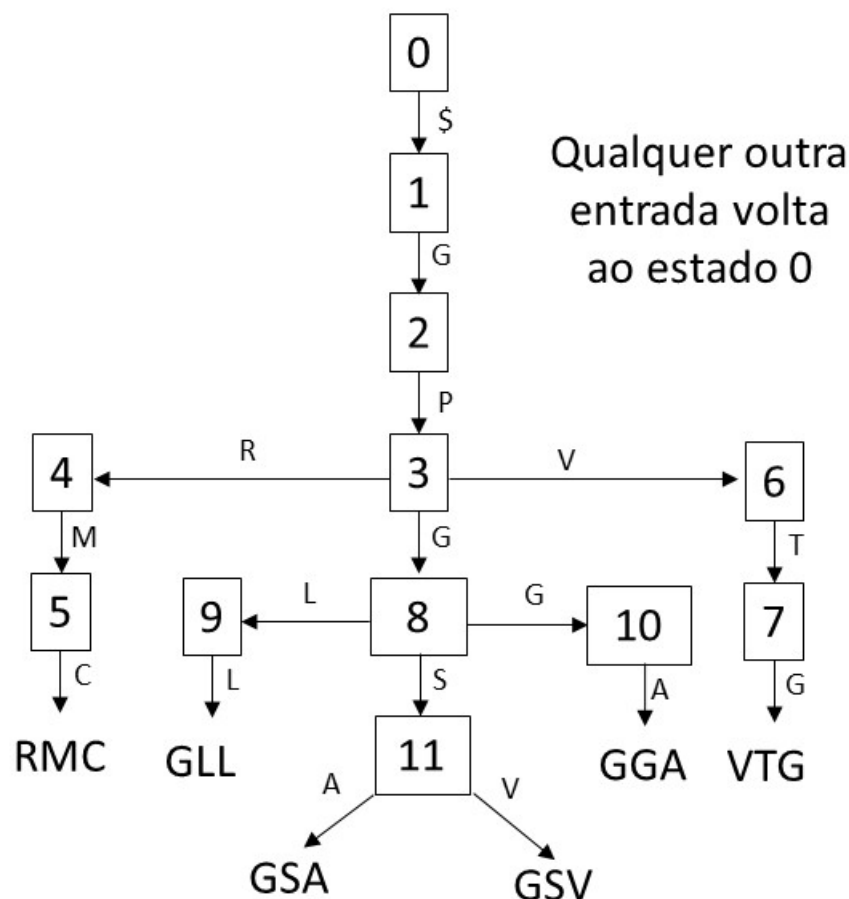 0
$
Qualquer outra
entrada volta
ao estado 0
1
G
2
P
4
R
3
V
6
M
G
T
5
9
L
8
G
10
7
C
L
S
A
G
RMC
GLL
11
GGA
VTG
A
V
GSA
GSV